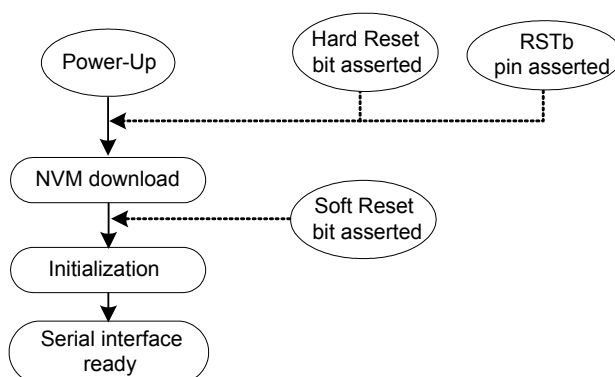 Power-Up
Hard Reset
bit asserted
RSTb
pin asserted
NVM download
Soft Reset
bit asserted
Initialization
Serial interface
ready